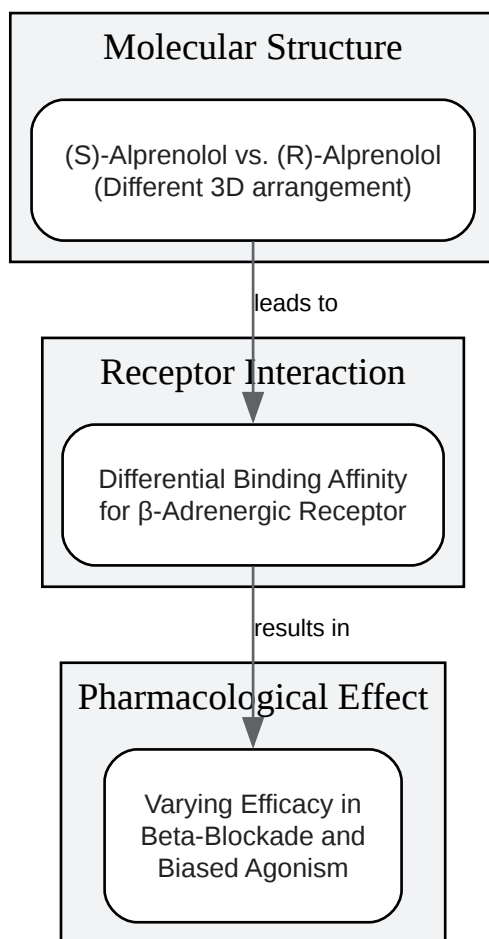 Molecular Structure
(S)-Alprenolol vs. (R)-Alprenolol
(Different 3D arrangement)
leads to
Receptor Interaction
Differential Binding Affinity
for β-Adrenergic Receptor
results in
Pharmacological Effect
Varying Efficacy in
Beta-Blockade and
Biased Agonism